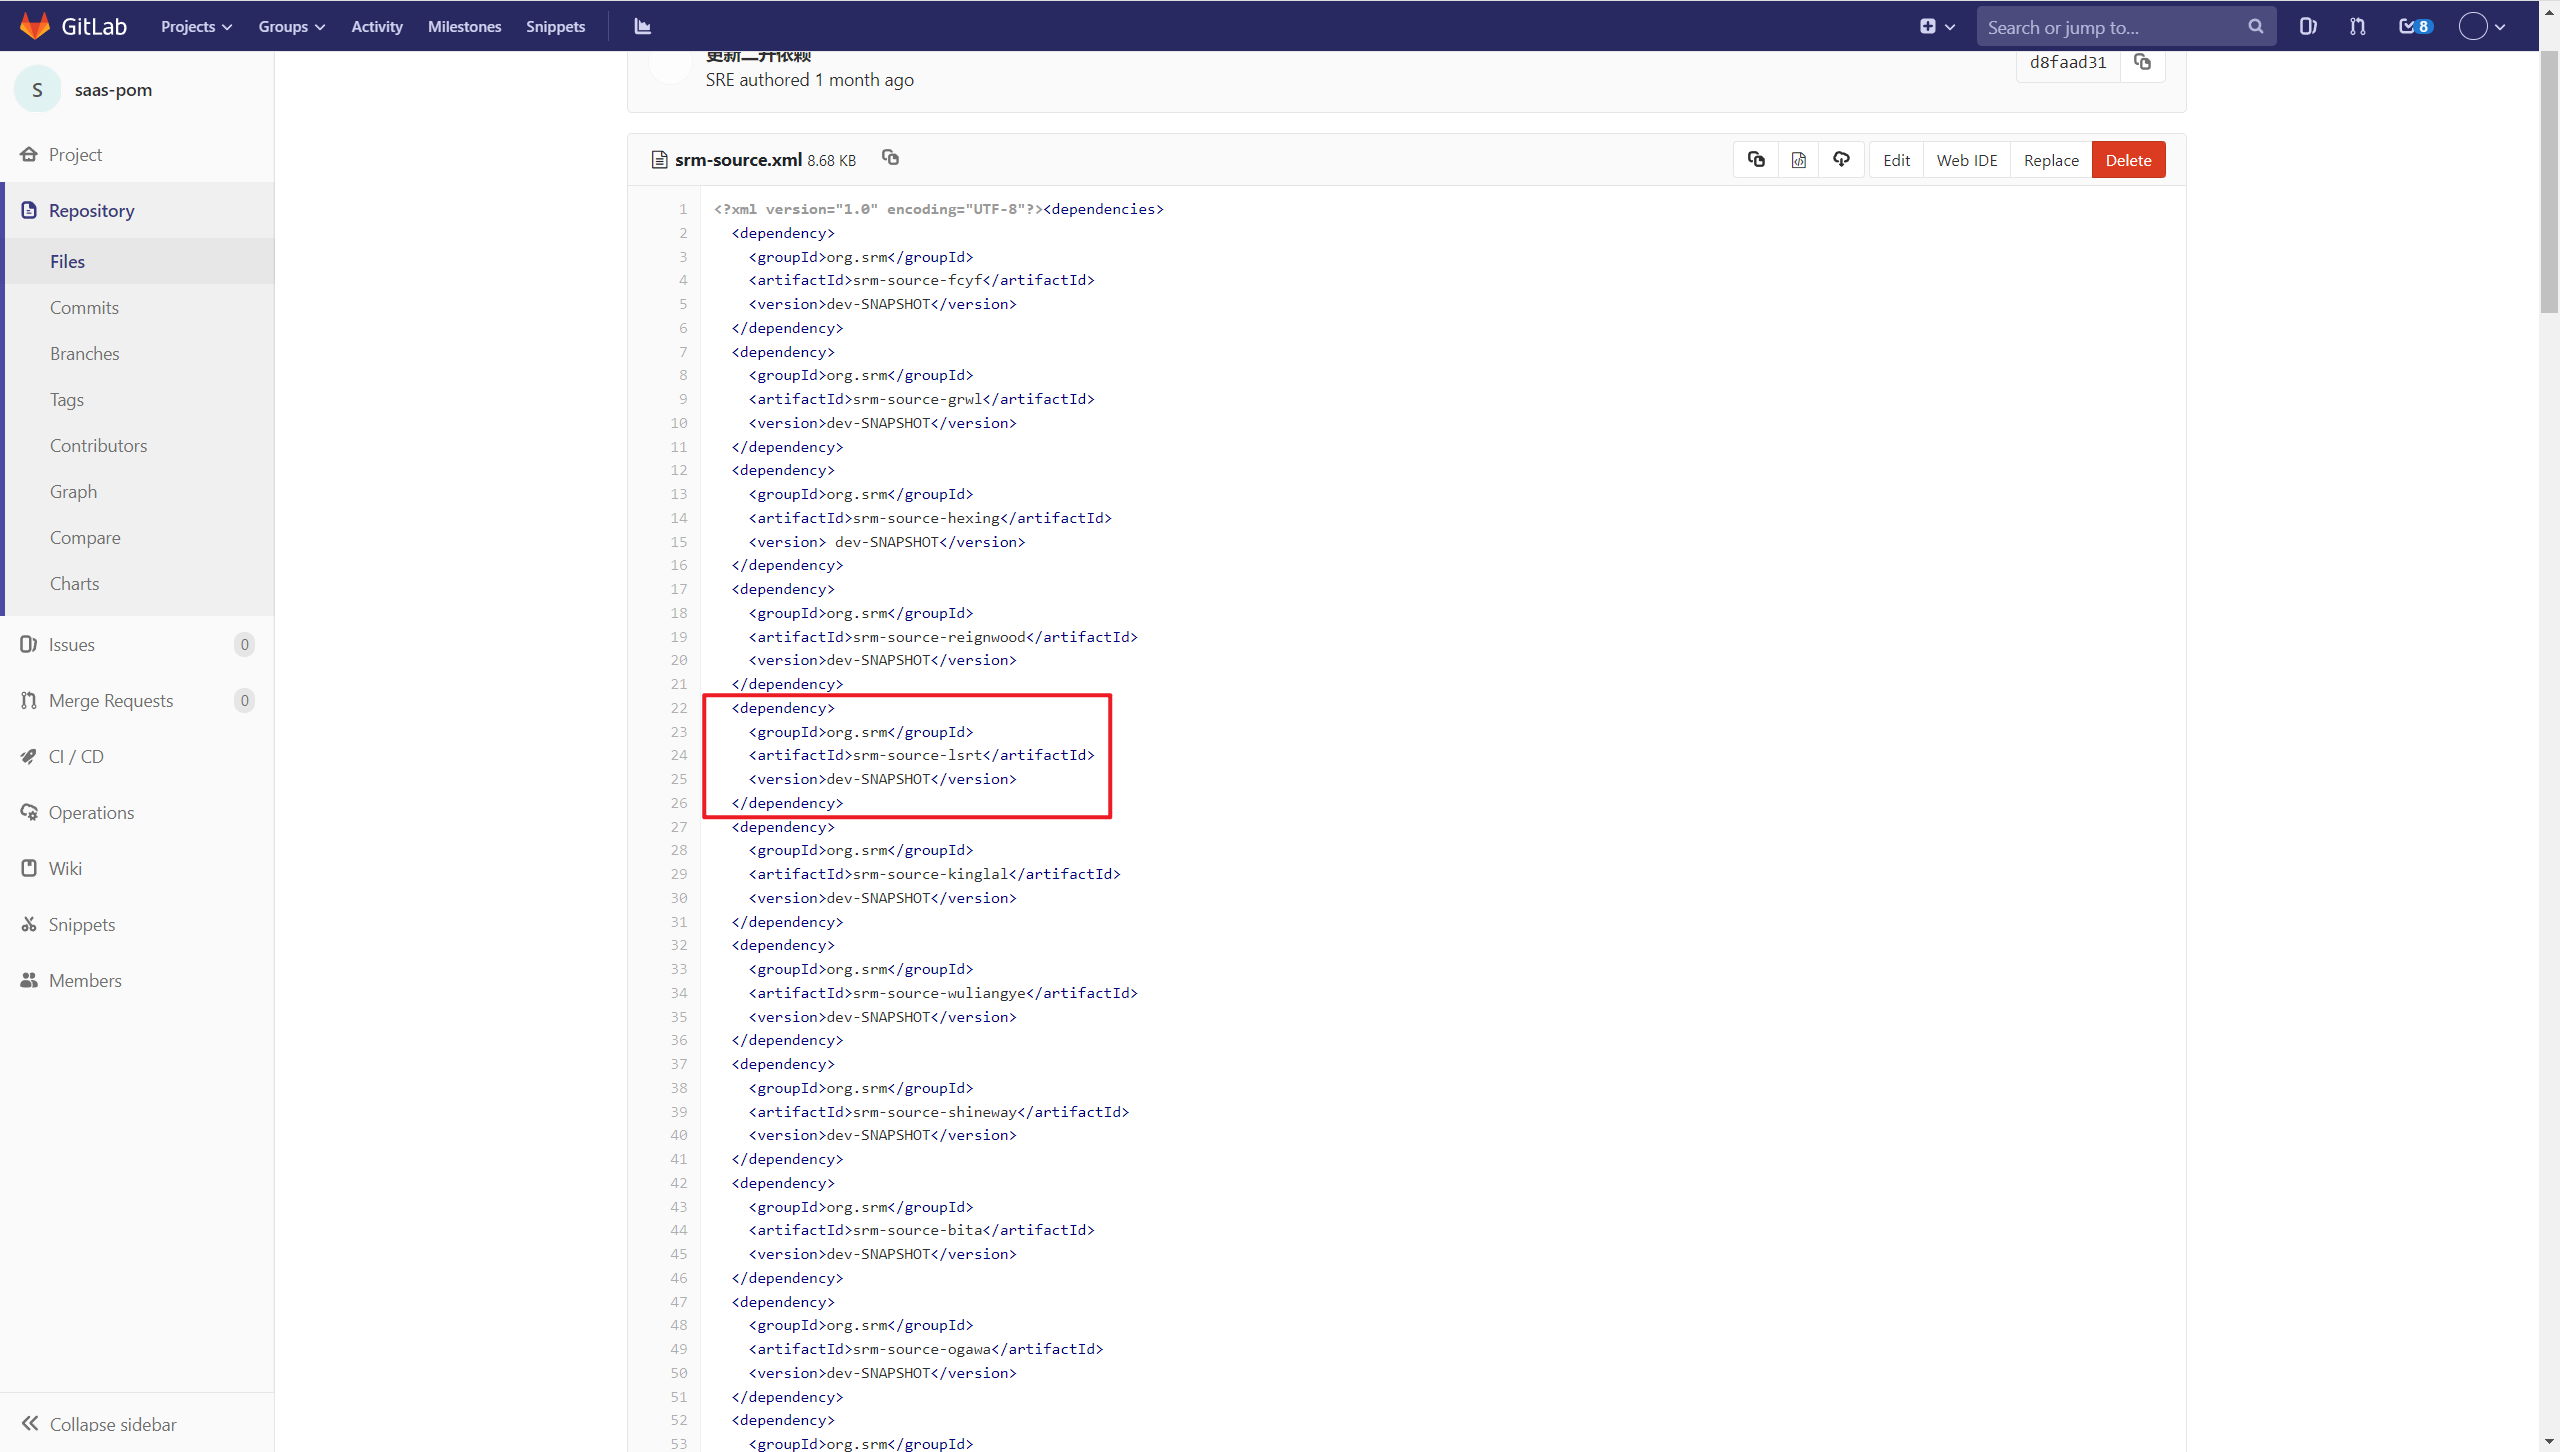 GitLab Projects Groups Activity Milestones Snippets Search or jump to... 8
S saas-pom
Project
Repository
Files
Commits
Branches
Tags
Contributors
Graph
Compare
Charts
Issues 0
Merge Requests 0
CI / CD
Operations
Wiki
Snippets
Members
Collapse sidebar
更新二开依赖
SRE authored 1 month ago
d8faad31
srm-source.xml 8.68 KB
Edit Web IDE Replace Delete
1 <?xml version="1.0" encoding="UTF-8"?><dependencies>
2 <dependency>
3 <groupId>org.srm</groupId>
4 <artifactId>srm-source-fcyf</artifactId>
5 <version>dev-SNAPSHOT</version>
6 </dependency>
7 <dependency>
8 <groupId>org.srm</groupId>
9 <artifactId>srm-source-grwl</artifactId>
10 <version>dev-SNAPSHOT</version>
11 </dependency>
12 <dependency>
13 <groupId>org.srm</groupId>
14 <artifactId>srm-source-hexing</artifactId>
15 <version> dev-SNAPSHOT</version>
16 </dependency>
17 <dependency>
18 <groupId>org.srm</groupId>
19 <artifactId>srm-source-reignwood</artifactId>
20 <version>dev-SNAPSHOT</version>
21 </dependency>
22 <dependency>
23 <groupId>org.srm</groupId>
24 <artifactId>srm-source-lsrt</artifactId>
25 <version>dev-SNAPSHOT</version>
26 </dependency>
27 <dependency>
28 <groupId>org.srm</groupId>
29 <artifactId>srm-source-kinglal</artifactId>
30 <version>dev-SNAPSHOT</version>
31 </dependency>
32 <dependency>
33 <groupId>org.srm</groupId>
34 <artifactId>srm-source-wuliangye</artifactId>
35 <version>dev-SNAPSHOT</version>
36 </dependency>
37 <dependency>
38 <groupId>org.srm</groupId>
39 <artifactId>srm-source-shineway</artifactId>
40 <version>dev-SNAPSHOT</version>
41 </dependency>
42 <dependency>
43 <groupId>org.srm</groupId>
44 <artifactId>srm-source-bita</artifactId>
45 <version>dev-SNAPSHOT</version>
46 </dependency>
47 <dependency>
48 <groupId>org.srm</groupId>
49 <artifactId>srm-source-ogawa</artifactId>
50 <version>dev-SNAPSHOT</version>
51 </dependency>
52 <dependency>
53 <groupId>org.srm</groupId>